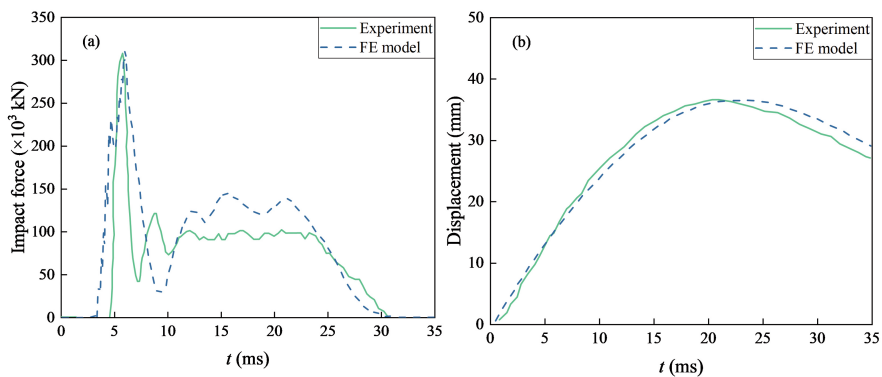 (a)
Experiment
FE model
350
300
250
200
150
100
50
0
Impact force (×10³ kN)
0 5 10 15 20 25 30 35
t (ms)
(b)
Experiment
FE model
50
40
30
20
10
0
Displacement (mm)
0 5 10 15 20 25 30 35
t (ms)